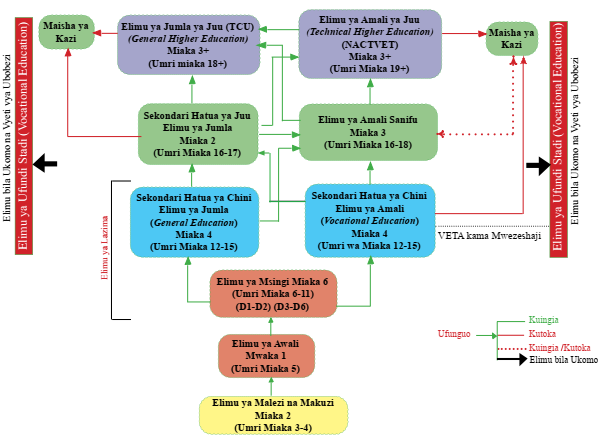 Elimu bila Ukomo na Vyeti vya Ubobezi
Elimu ya Ufundi Stadi (Vocational Education)
Maisha ya
Kazi
Elimu ya Jumla ya Juu (TCU)
(General Higher Education)
Miaka 3+
(Umri miaka 18+)
Elimu ya Amali ya Juu
(Technical Higher Education)
(NACTVET)
Miaka 3+
(Umri Miaka 19+)
Maisha ya
Kazi
Elimu ya Ufundi Stadi (Vocational Education)
Elimu bila Ukomo na Vyeti vya Ubobezi
Sekondari Hatua ya Juu
Elimu ya Jumla
Miaka 2
(Umri Miaka 16-17)
Elimu ya Amali Sanifu
Miaka 3
(Umri Miaka 16-18)
Elimu ya Lazima
Sekondari Hatua ya Chini
Elimu ya Jumla
(General Education)
Miaka 4
(Umri Miaka 12-15)
Sekondari Hatua ya Chini
Elimu ya Amali
(Vocational Education)
Miaka 4
(Umri wa Miaka 12-15)
VETA kama Mwezeshaji
Elimu ya Msingi Miaka 6
(Umri Miaka 6-11)
(D1-D2) (D3-D6)
Elimu ya Awali
Mwaka 1
(Umri Miaka 5)
Elimu ya Malezi na Makuzi
Miaka 2
(Umri Miaka 3-4)
Ufunguo
Kuingia
Kutoka
Kuingia /Kutoka
Elimu bila Ukomo